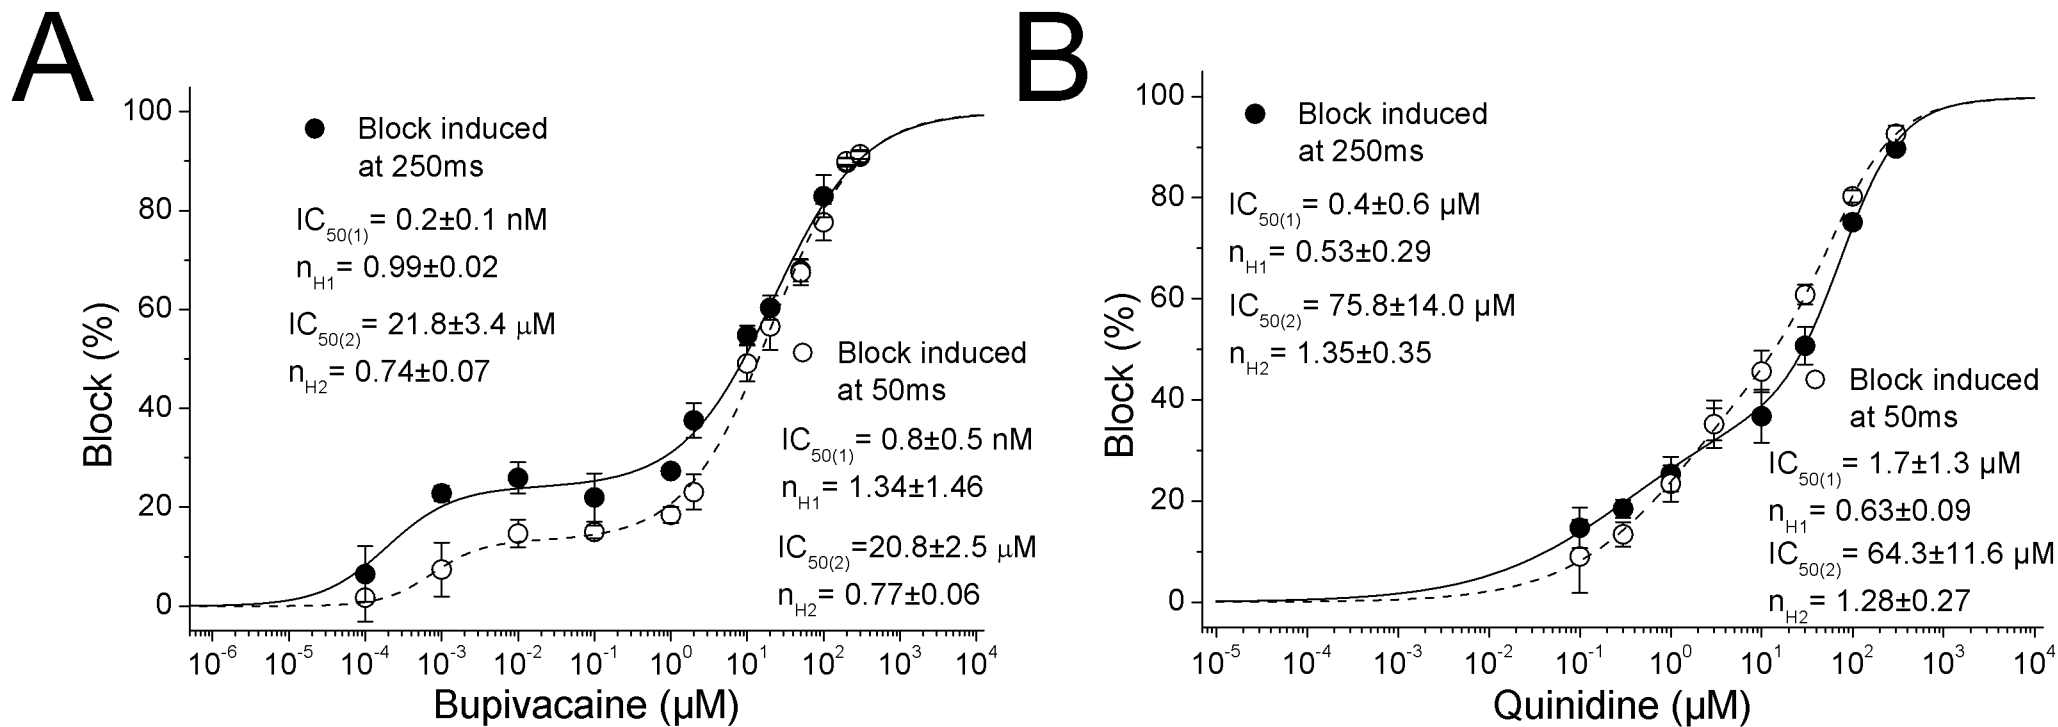 A
100
80
60
40
20
0
Block (%)
Block induced
at 250ms
IC50(1)= 0.2±0.1 nM
nH1= 0.99±0.02
IC50(2)= 21.8±3.4 μM
nH2= 0.74±0.07
Block induced
at 50ms
IC50(1)= 0.8±0.5 nM
nH1= 1.34±1.46
IC50(2)=20.8±2.5 μM
nH2= 0.77±0.06
10-6 10-5 10-4 10-3 10-2 10-1 100 101 102 103 104
Bupivacaine (µM)
B
100
80
60
40
20
0
Block (%)
Block induced
at 250ms
IC50(1)= 0.4±0.6 µM
nH1= 0.53±0.29
IC50(2)= 75.8±14.0 µM
nH2= 1.35±0.35
Block induced
at 50ms
IC50(1)= 1.7±1.3 µM
nH1= 0.63±0.09
IC50(2)= 64.3±11.6 µM
nH2= 1.28±0.27
10-5 10-4 10-3 10-2 10-1 100 101 102 103 104
Quinidine (µM)